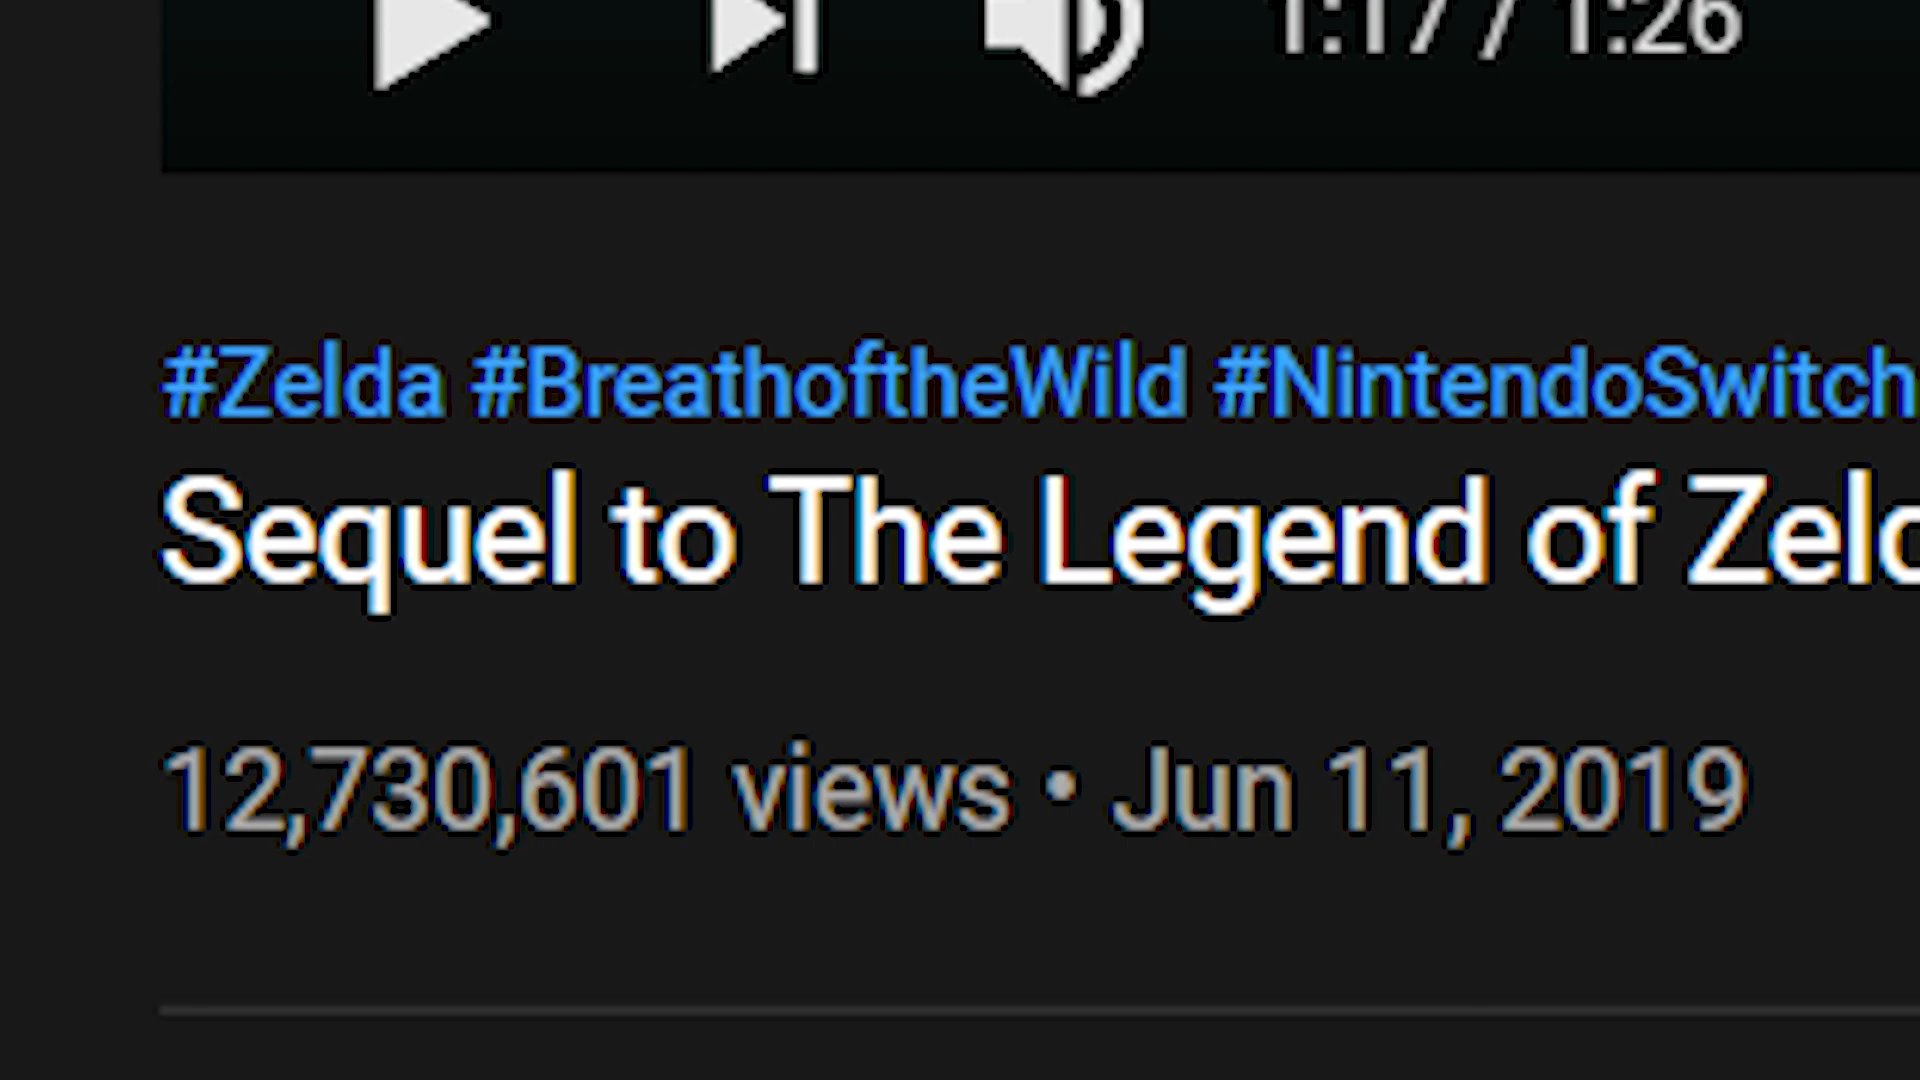 1:17 / 1:26
#Zelda #BreathoftheWild #NintendoSwitch
Sequel to The Legend of Zeld
12,730,601 views • Jun 11, 2019